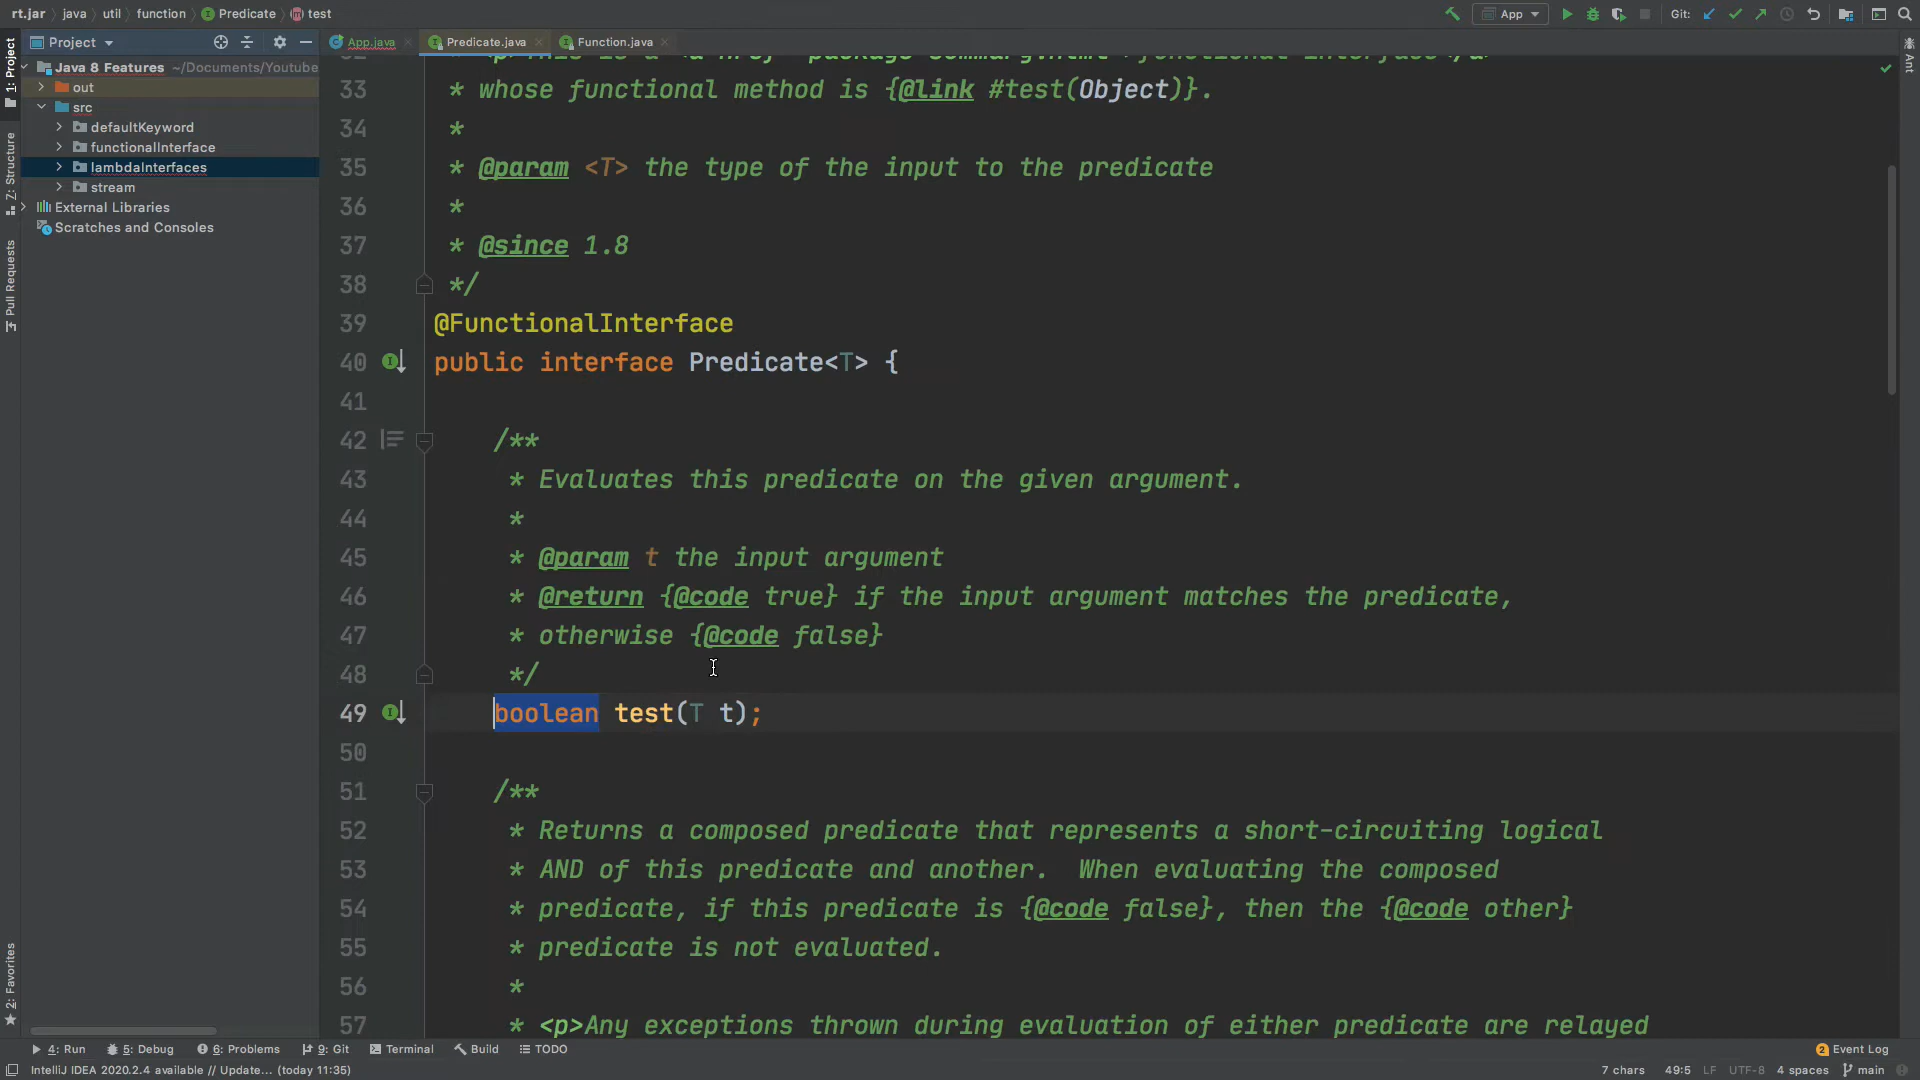 rt.jar java util function Predicate test
App
Git:
Project
App.java
Predicate.java
Function.java
1: Project
Z: Structure
Pull Requests
2: Favorites
Ant
Java 8 Features ~/Documents/Youtube
out
src
defaultKeyword
functionalInterface
lambdaInterfaces
stream
External Libraries
Scratches and Consoles
33 * whose functional method is {@link #test(Object)}.
34 *
35 * @param <T> the type of the input to the predicate
36 *
37 * @since 1.8
38 */
39 @FunctionalInterface
40 public interface Predicate<T> {
41
42 /**
43 * Evaluates this predicate on the given argument.
44 *
45 * @param t the input argument
46 * @return {@code true} if the input argument matches the predicate,
47 * otherwise {@code false}
48 */
49 boolean test(T t);
50
51 /**
52 * Returns a composed predicate that represents a short-circuiting logical
53 * AND of this predicate and another.  When evaluating the composed
54 * predicate, if this predicate is {@code false}, then the {@code other}
55 * predicate is not evaluated.
56 *
57 * <p>Any exceptions thrown during evaluation of either predicate are relayed
4: Run 5: Debug 6: Problems 9: Git Terminal Build TODO 2 Event Log
IntelliJ IDEA 2020.2.4 available // Update... (today 11:35) 7 chars 49:5 LF UTF-8 4 spaces main